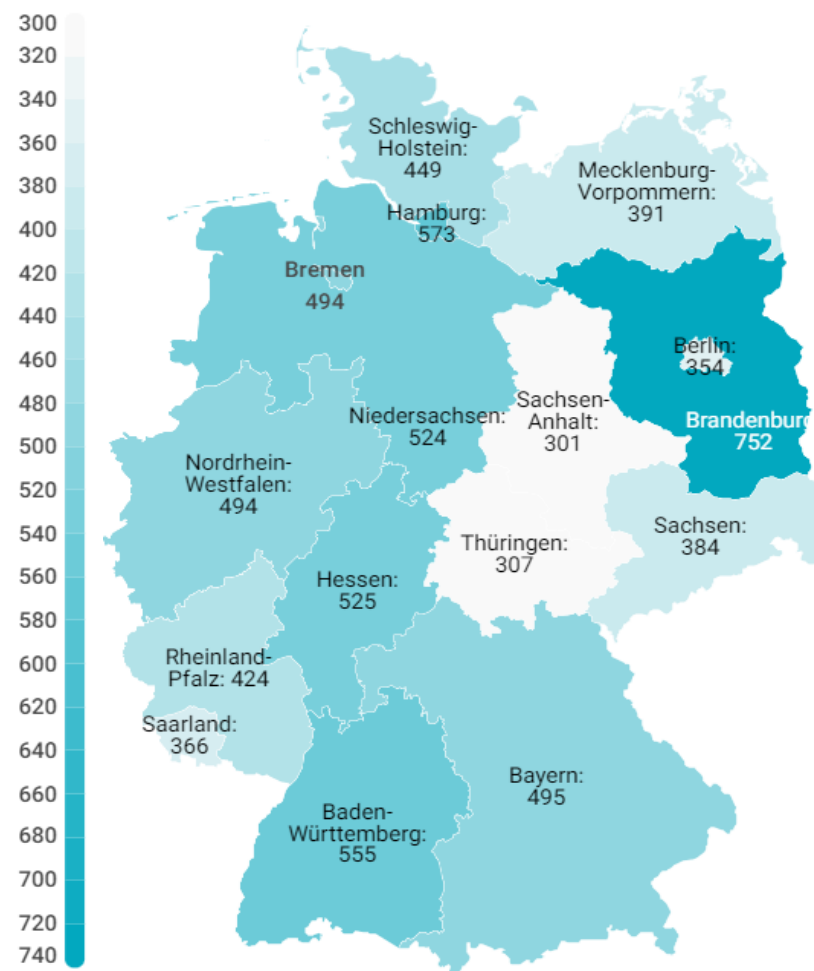 300
320
340
360
380
400
420
440
460
480
500
520
540
560
580
600
620
640
660
680
700
720
740
Schleswig-
Holstein:
449
Mecklenburg-
Vorpommern:
391
Hamburg:
573
Bremen
494
Berlin:
354
Brandenburg
752
Sachsen-
Anhalt:
301
Niedersachsen:
524
Nordrhein-
Westfalen:
494
Sachsen:
384
Thüringen:
307
Hessen:
525
Rheinland-
Pfalz: 424
Saarland:
366
Bayern:
495
Baden-
Württemberg:
555